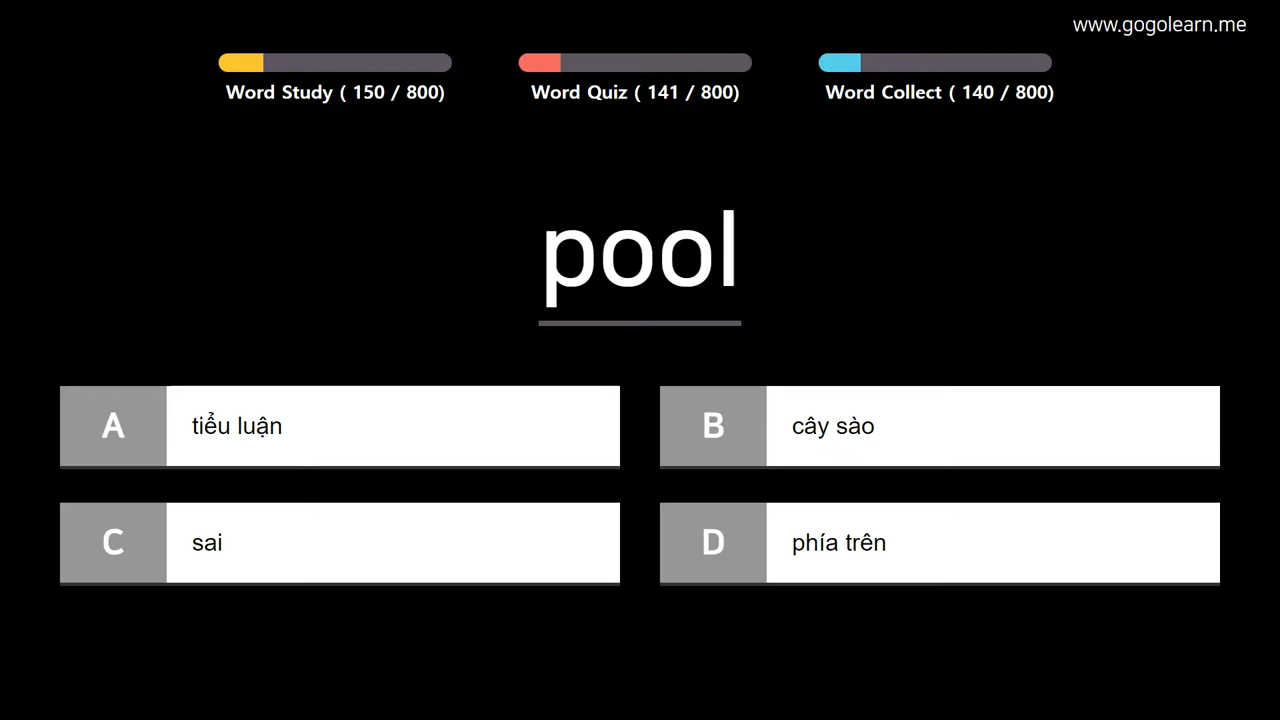 www.gogolearn.me
Word Study ( 150 / 800)
Word Quiz ( 141 / 800)
Word Collect ( 140 / 800)
pool
A tiểu luận
B cây sào
C sai
D phía trên